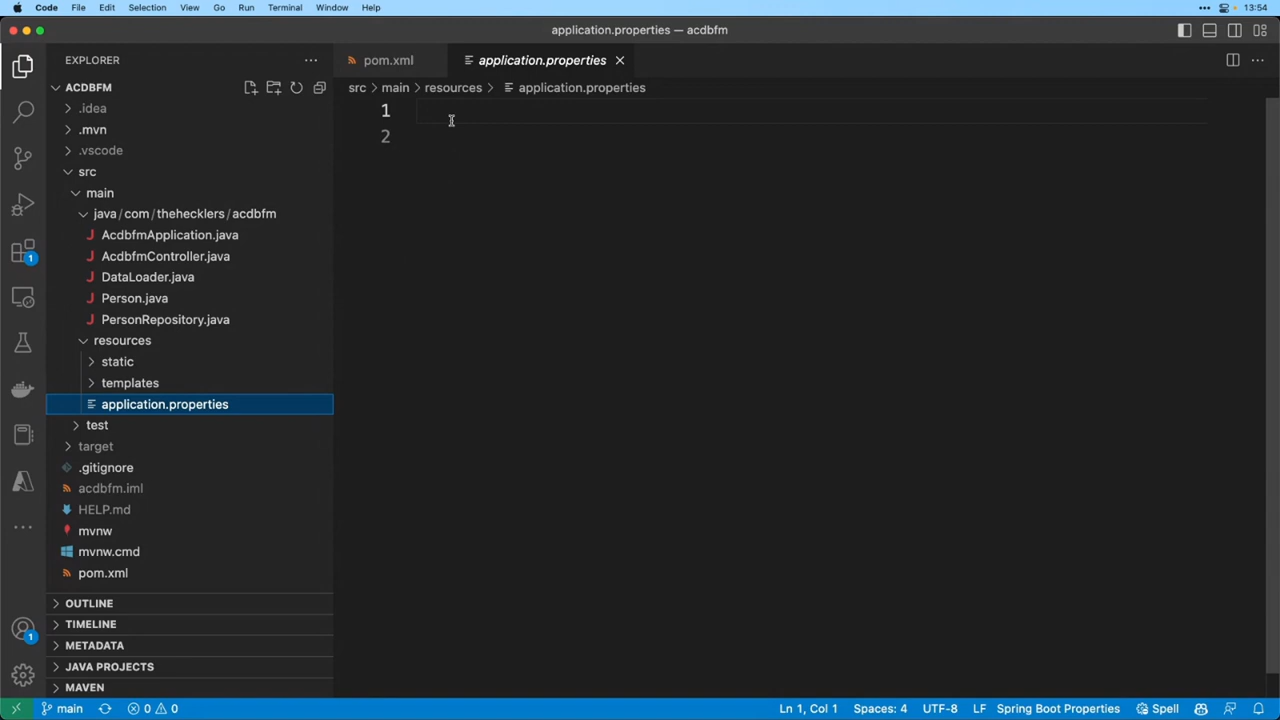 Code File Edit Selection View Go Run Terminal Window Help 13:54
application.properties — acdbfm
EXPLORER
ACDBFM
.idea
.mvn
.vscode
src
main
java/com/thehecklers/acdbfm
AcdbfmApplication.java
AcdbfmController.java
DataLoader.java
Person.java
PersonRepository.java
resources
static
templates
application.properties
test
target
.gitignore
acdbfm.iml
HELP.md
mvnw
mvnw.cmd
pom.xml
OUTLINE
TIMELINE
METADATA
JAVA PROJECTS
MAVEN
1
1
pom.xml application.properties
src > main > resources > application.properties
1
2
main 0 0 Ln 1, Col 1 Spaces: 4 UTF-8 LF Spring Boot Properties Spell